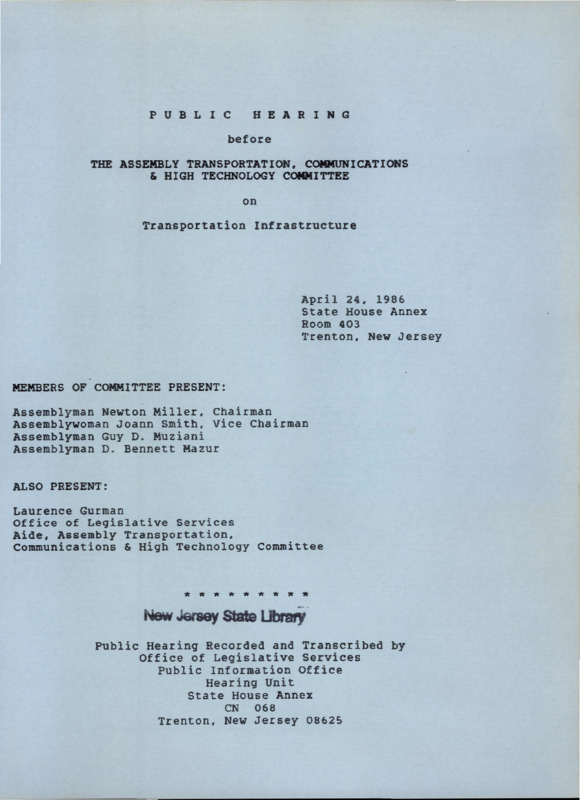 P U B L I C   H E A R I N G
before
THE ASSEMBLY TRANSPORTATION, COMMUNICATIONS
& HIGH TECHNOLOGY COMMITTEE
on
Transportation Infrastructure
April 24, 1986
State House Annex
Room 403
Trenton, New Jersey
MEMBERS OF COMMITTEE PRESENT:
Assemblyman Newton Miller, Chairman
Assemblywoman Joann Smith, Vice Chairman
Assemblyman Guy D. Muziani
Assemblyman D. Bennett Mazur
ALSO PRESENT:
Laurence Gurman
Office of Legislative Services
Aide, Assembly Transportation,
Communications & High Technology Committee
* * * * * * * * *
New Jersey State Library
Public Hearing Recorded and Transcribed by
Office of Legislative Services
Public Information Office
Hearing Unit
State House Annex
CN 068
Trenton, New Jersey 08625